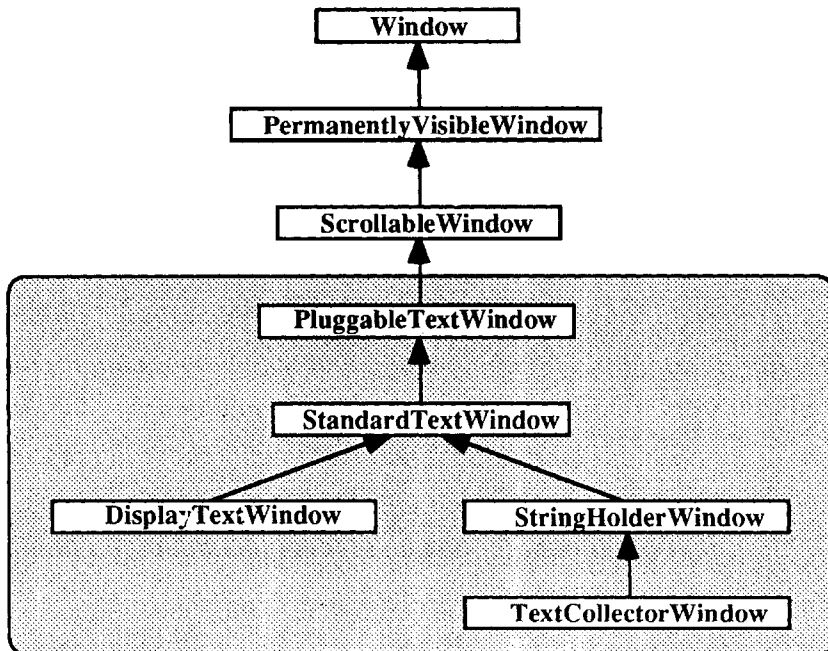 Window
PermanentlyVisibleWindow
ScrollableWindow
PluggableTextWindow
StandardTextWindow
DisplayTextWindow
StringHolderWindow
TextCollectorWindow